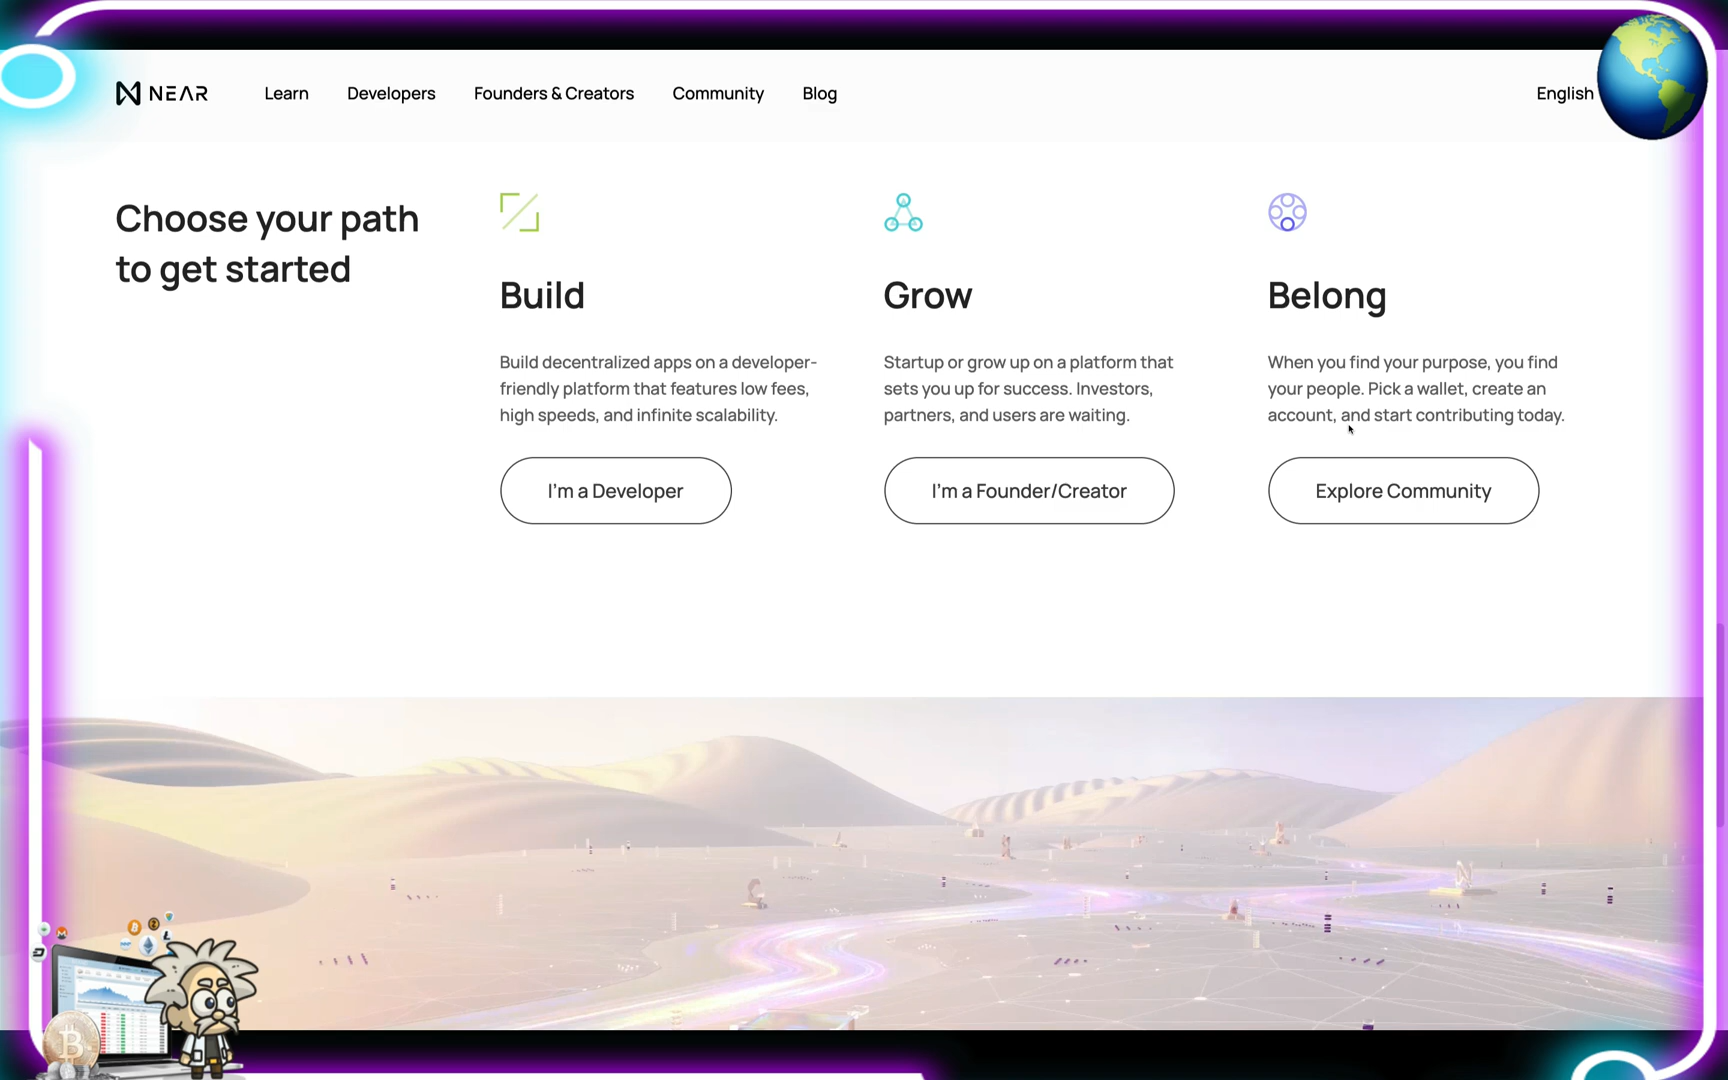 NEAR
Learn
Developers
Founders & Creators
Community
Blog
English
Choose your path
to get started
Build
Build decentralized apps on a developer-
friendly platform that features low fees,
high speeds, and infinite scalability.
I'm a Developer
Grow
Startup or grow up on a platform that
sets you up for success. Investors,
partners, and users are waiting.
I'm a Founder/Creator
Belong
When you find your purpose, you find
your people. Pick a wallet, create an
account, and start contributing today.
Explore Community